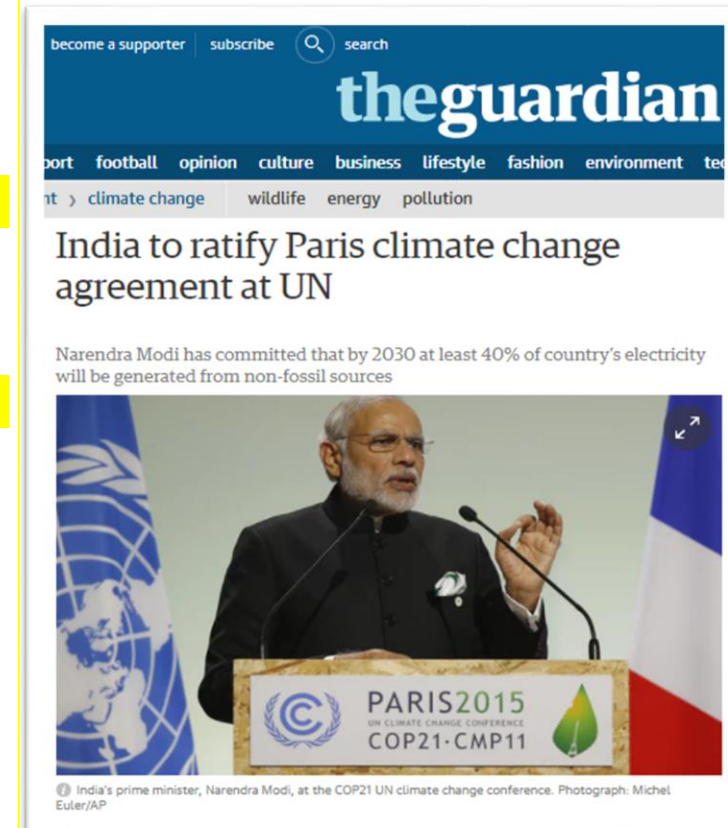 become a supporter subscribe search
theguardian
port football opinion culture business lifestyle fashion environment tec
nt › climate change wildlife energy pollution
India to ratify Paris climate change
agreement at UN
Narendra Modi has committed that by 2030 at least 40% of country's electricity
will be generated from non-fossil sources
PARIS2015
UN CLIMATE CHANGE CONFERENCE
COP21·CMP11
India's prime minister, Narendra Modi, at the COP21 UN climate change conference. Photograph: Michel
Euler/AP